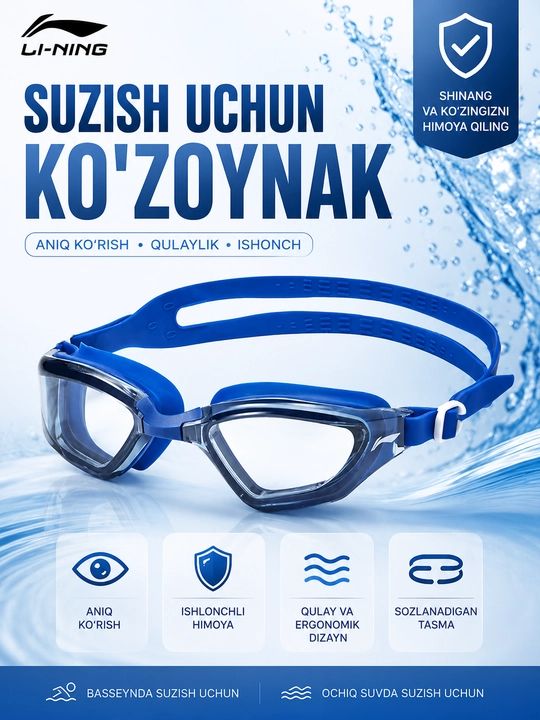 LI-NING
SUZISH UCHUN
KO'ZOYNAK
ANIQ KO‘RISH • QULAYLIK • ISHONCH
SHINANG
VA KO‘ZINGIZNI
HIMOYA QILING
ANIQ
KO‘RISH
ISHLONCHLI
HIMOYA
QULAY VA
ERGONOMIK
DIZAYN
SOZLANADIGAN
TASMA
BASSEYNDA SUZISH UCHUN
OCHIQ SUVDA SUZISH UCHUN